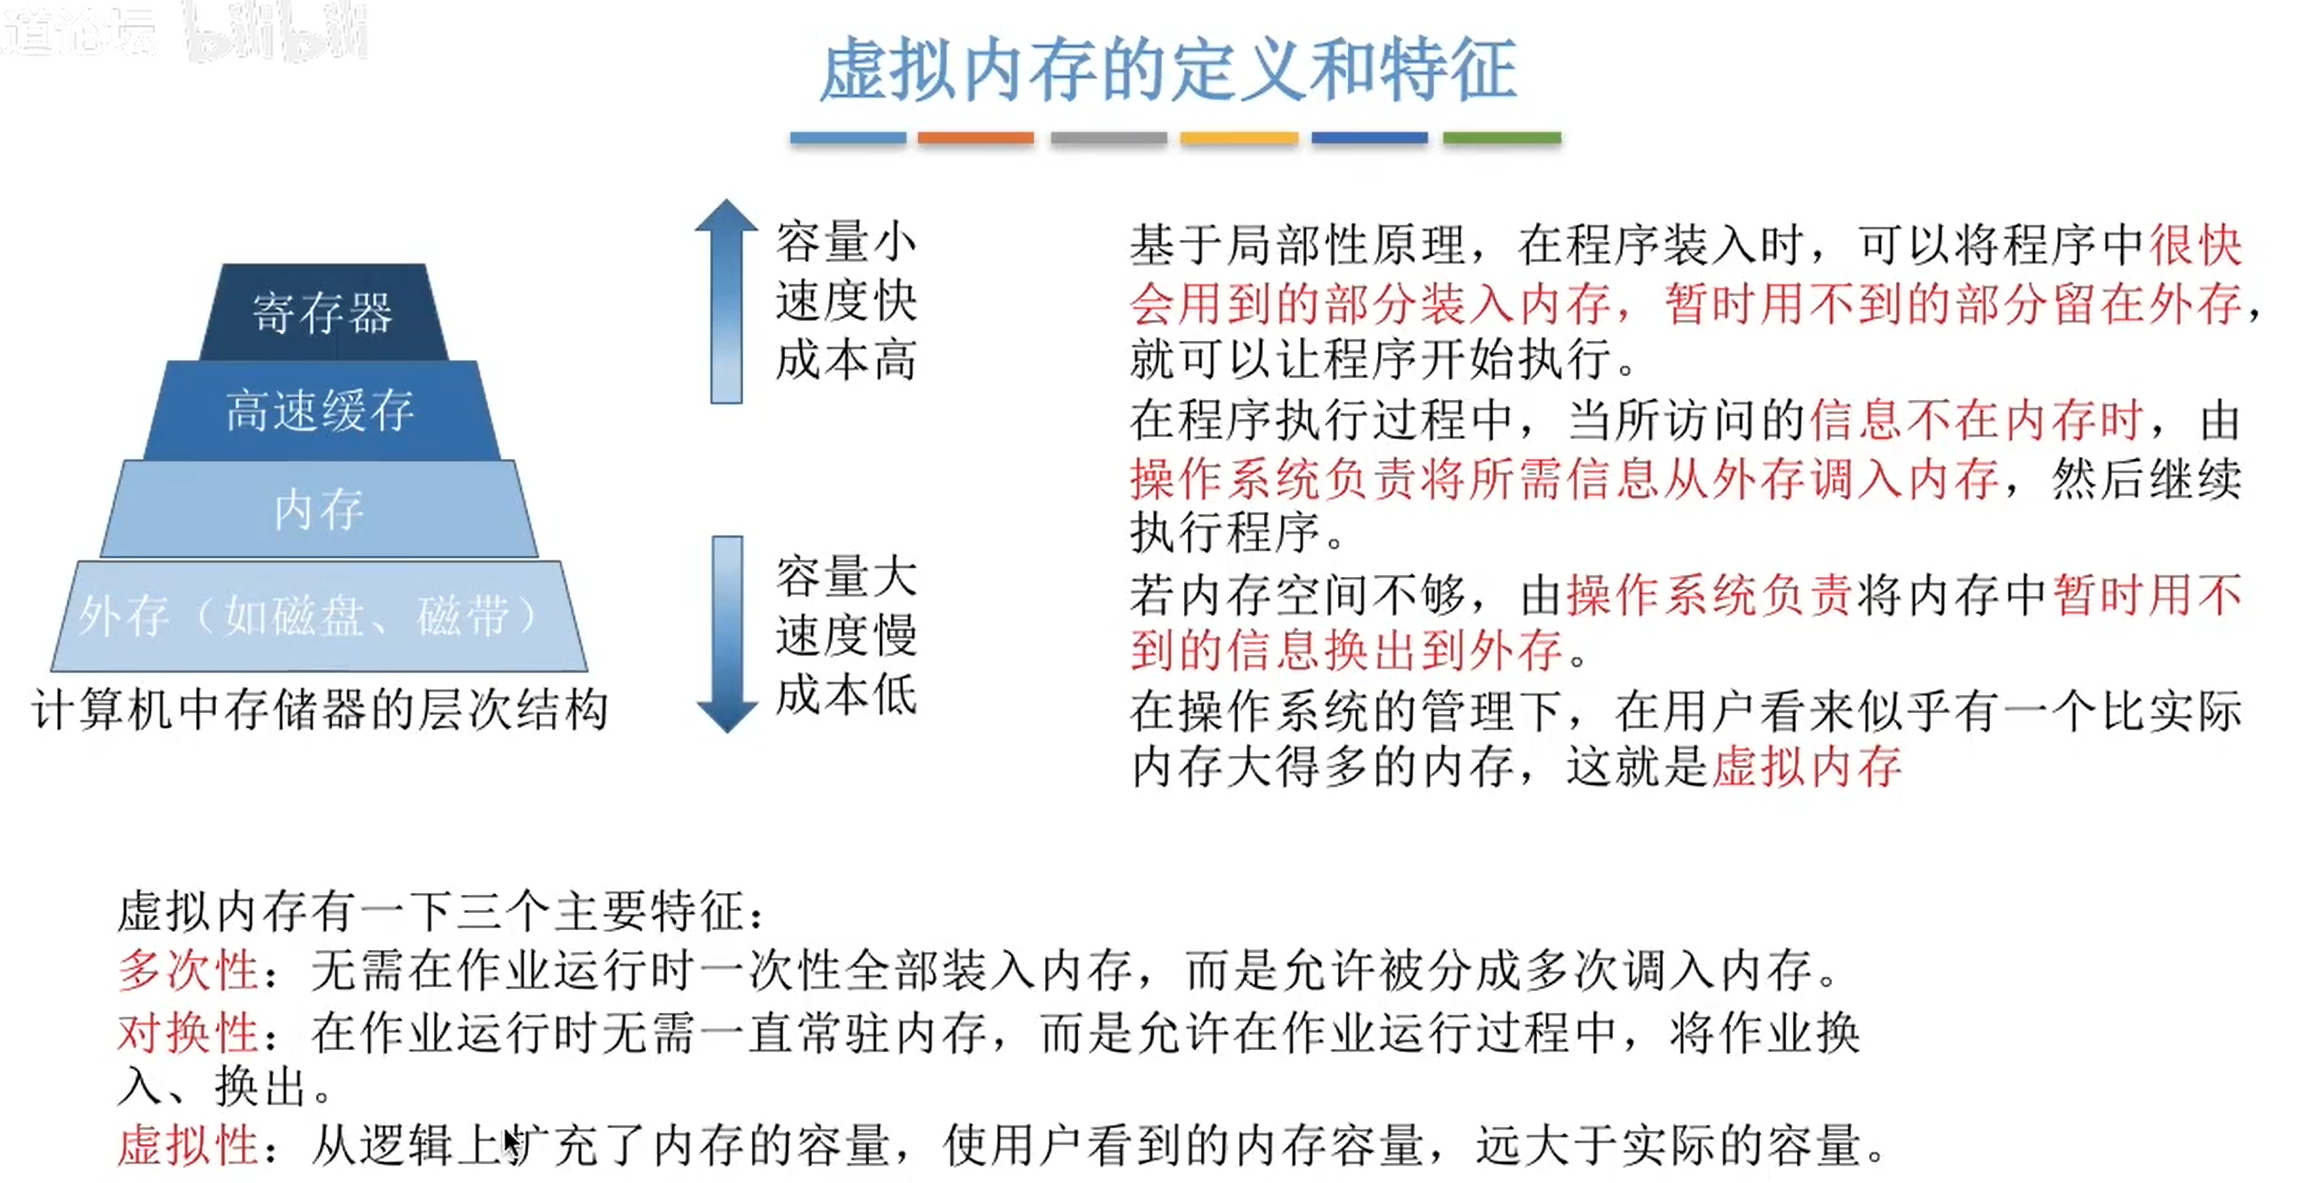 道论坛 bilibili
虚拟内存的定义和特征
寄存器
高速缓存
内存
外存（如磁盘、磁带）
计算机中存储器的层次结构
容量小
速度快
成本高
容量大
速度慢
成本低
基于局部性原理，在程序装入时，可以将程序中很快
会用到的部分装入内存，暂时用不到的部分留在外存，
就可以让程序开始执行。
在程序执行过程中，当所访问的信息不在内存时，由
操作系统负责将所需信息从外存调入内存，然后继续
执行程序。
若内存空间不够，由操作系统负责将内存中暂时用不
到的信息换出到外存。
在操作系统的管理下，在用户看来似乎有一个比实际
内存大得多的内存，这就是虚拟内存
虚拟内存有一下三个主要特征：
多次性：无需在作业运行时一次性全部装入内存，而是允许被分成多次调入内存。
对换性：在作业运行时无需一直常驻内存，而是允许在作业运行过程中，将作业换
入、换出。
虚拟性：从逻辑上扩充了内存的容量，使用户看到的内存容量，远大于实际的容量。